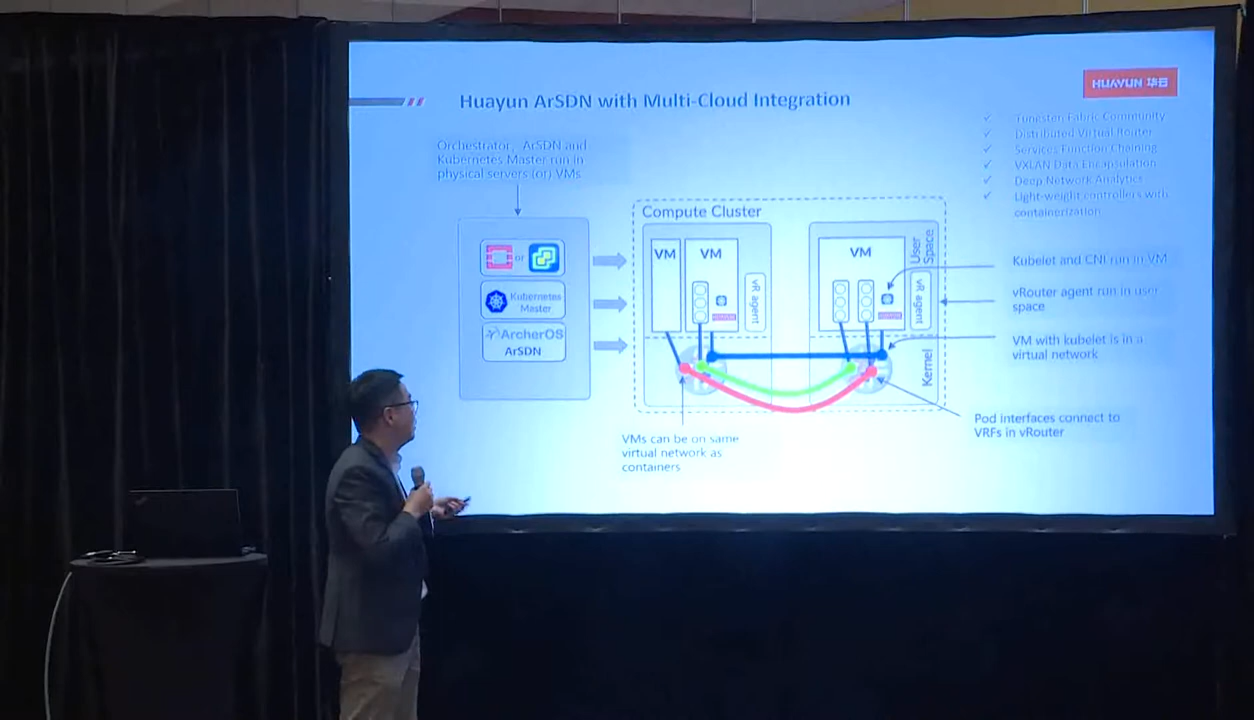 Huayun ArSDN with Multi-Cloud Integration
HUAYUN 华云
Tungsten Fabric Community
Distributed Virtual Router
Services Function Chaining
VXLAN Data Encapsulation
Deep Network Analytics
Light-weight controllers with
containerization
Orchestrator, ArSDN and
Kubernetes Master run in
physical servers (or) VMs
or
Kubernetes
Master
ArcherOS
ArSDN
Compute Cluster
VM
VM
vR agent
VM
User
Space
vR agent
Kernel
Kubelet and CNI run in VM
vRouter agent run in user
space
VM with kubelet is in a
virtual network
Pod interfaces connect to
VRFs in vRouter
VMs can be on same
virtual network as
containers